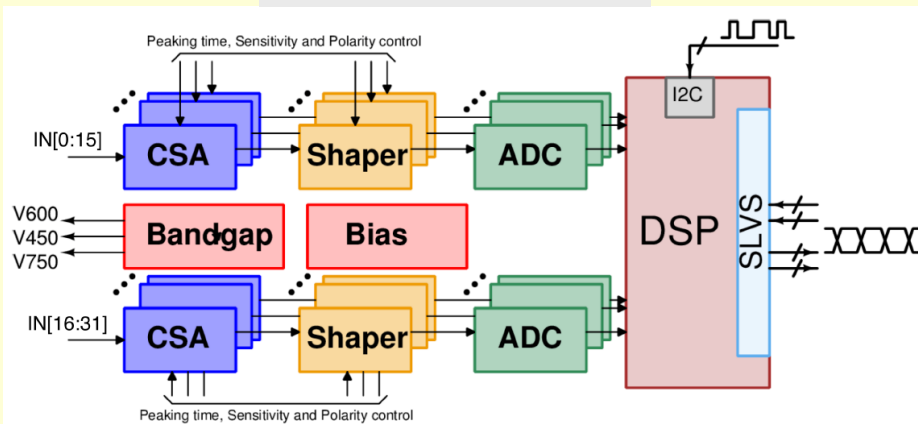 Peaking time, Sensitivity and Polarity control
I2C
IN[0:15]
CSA
Shaper
ADC
V600
V450
V750
Bandgap
Bias
DSP
SLVS
IN[16:31]
CSA
Shaper
ADC
Peaking time, Sensitivity and Polarity control